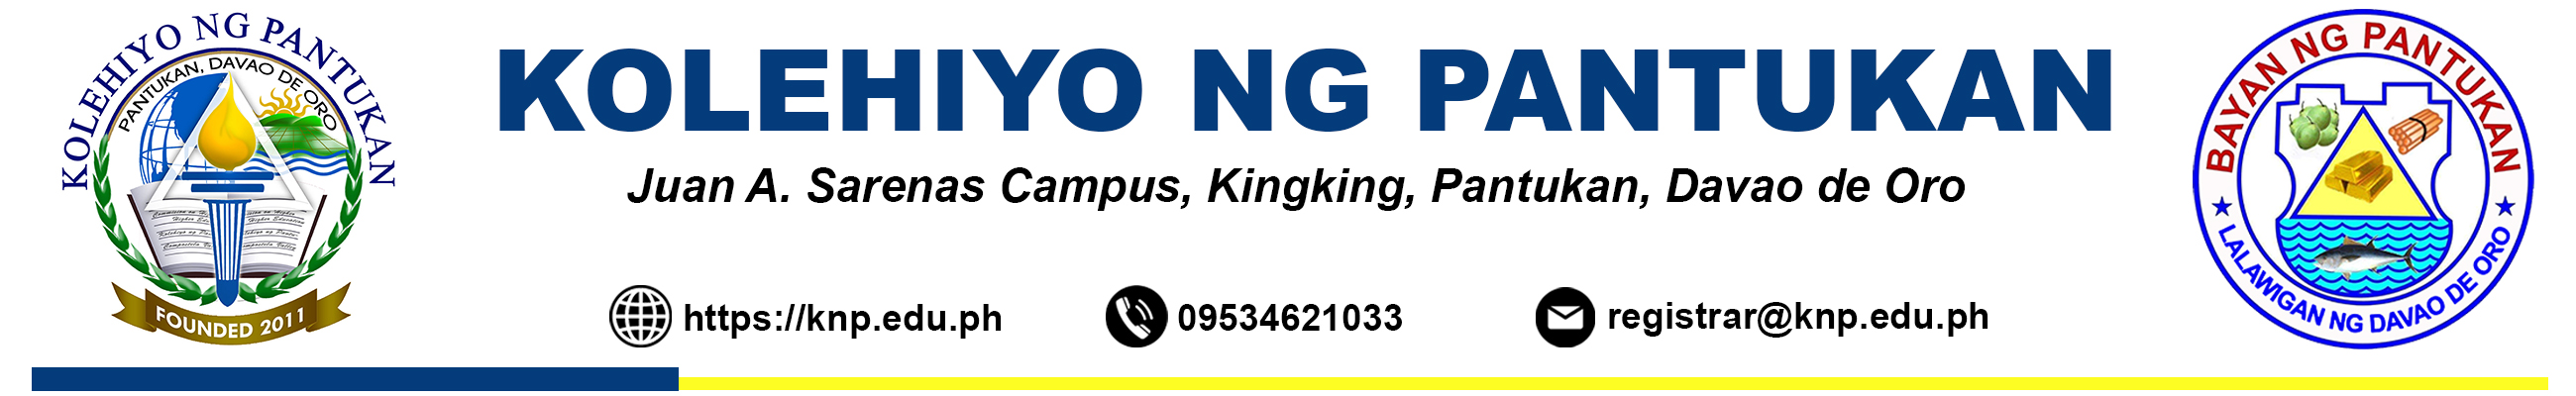 KOLEHIYO NG PANTUKAN
PANTUKAN, DAVAO DE ORO
FOUNDED 2011
KOLEHIYO NG PANTUKAN
Juan A. Sarenas Campus, Kingking, Pantukan, Davao de Oro
https://knp.edu.ph
09534621033
registrar@knp.edu.ph
BAYAN NG PANTUKAN
LALAWIGAN NG DAVAO DE ORO